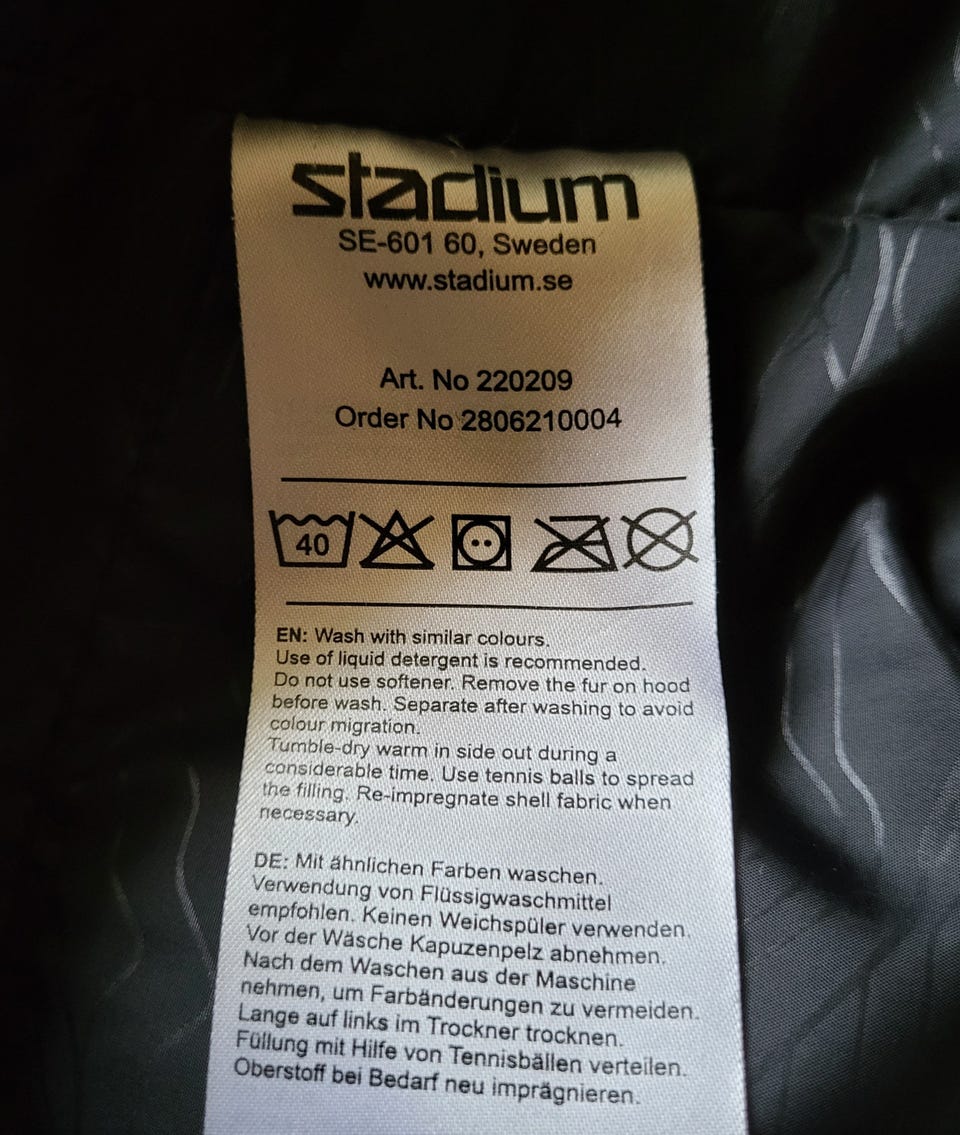 stadium
SE-601 60, Sweden
www.stadium.se
Art. No 220209
Order No 2806210004
40
EN: Wash with similar colours.
Use of liquid detergent is recommended.
Do not use softener. Remove the fur on hood
before wash. Separate after washing to avoid
colour migration.
Tumble-dry warm in side out during a
considerable time. Use tennis balls to spread
the filling. Re-impregnate shell fabric when
necessary.
DE: Mit ähnlichen Farben waschen.
Verwendung von Flüssigwaschmittel
empfohlen. Keinen Weichspüler verwenden.
Vor der Wäsche Kapuzenpelz abnehmen.
Nach dem Waschen aus der Maschine
nehmen, um Farbänderungen zu vermeiden.
Lange auf links im Trockner trocknen.
Füllung mit Hilfe von Tennisbällen verteilen.
Oberstoff bei Bedarf neu imprägnieren.